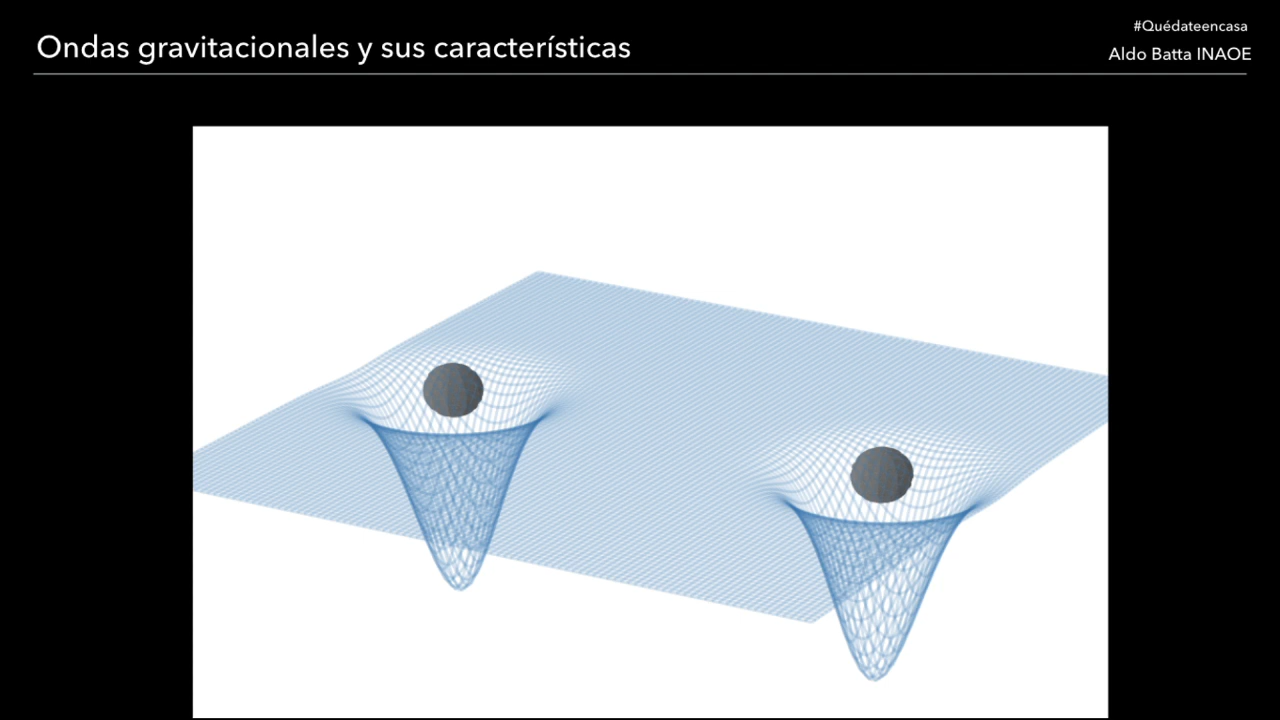 Ondas gravitacionales y sus características
#Quédateencasa
Aldo Batta INAOE